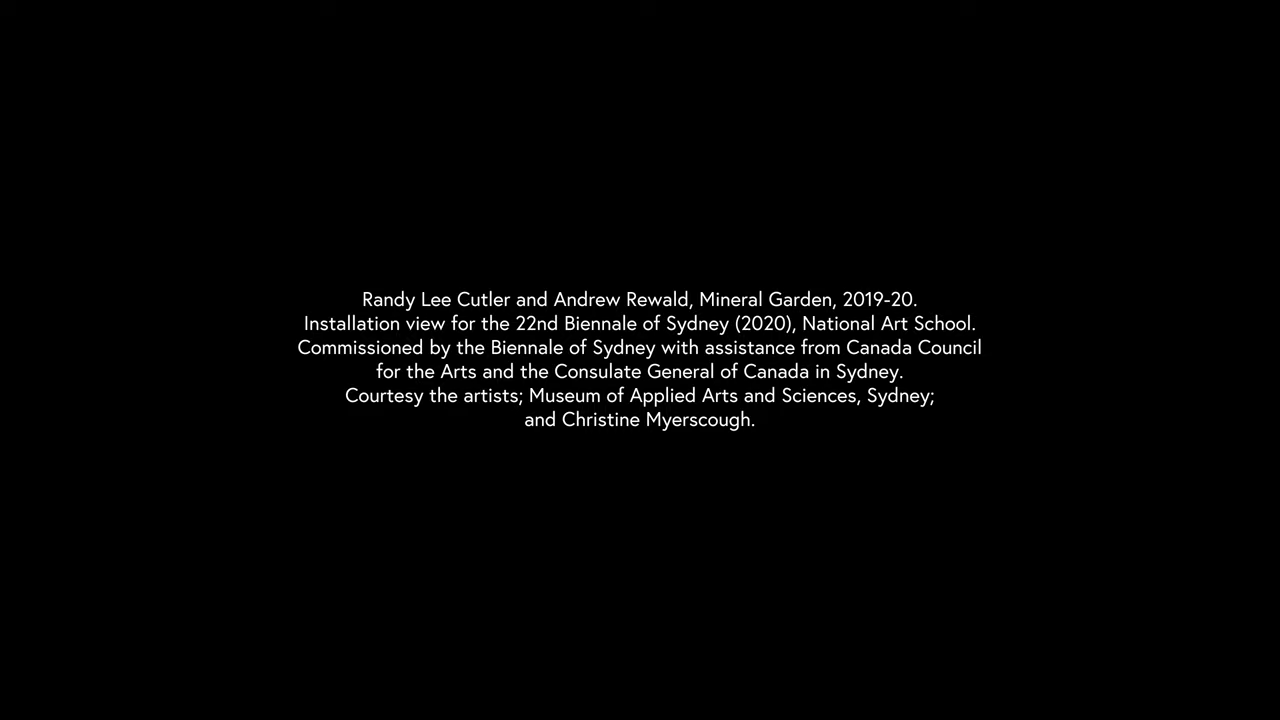 Randy Lee Cutler and Andrew Rewald, Mineral Garden, 2019-20.
Installation view for the 22nd Biennale of Sydney (2020), National Art School.
Commissioned by the Biennale of Sydney with assistance from Canada Council
for the Arts and the Consulate General of Canada in Sydney.
Courtesy the artists; Museum of Applied Arts and Sciences, Sydney;
and Christine Myerscough.